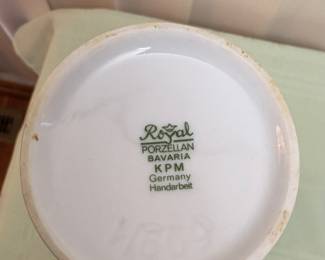 Royal
PORZELLAN
BAVARIA
KPM
Germany
Handarbeit